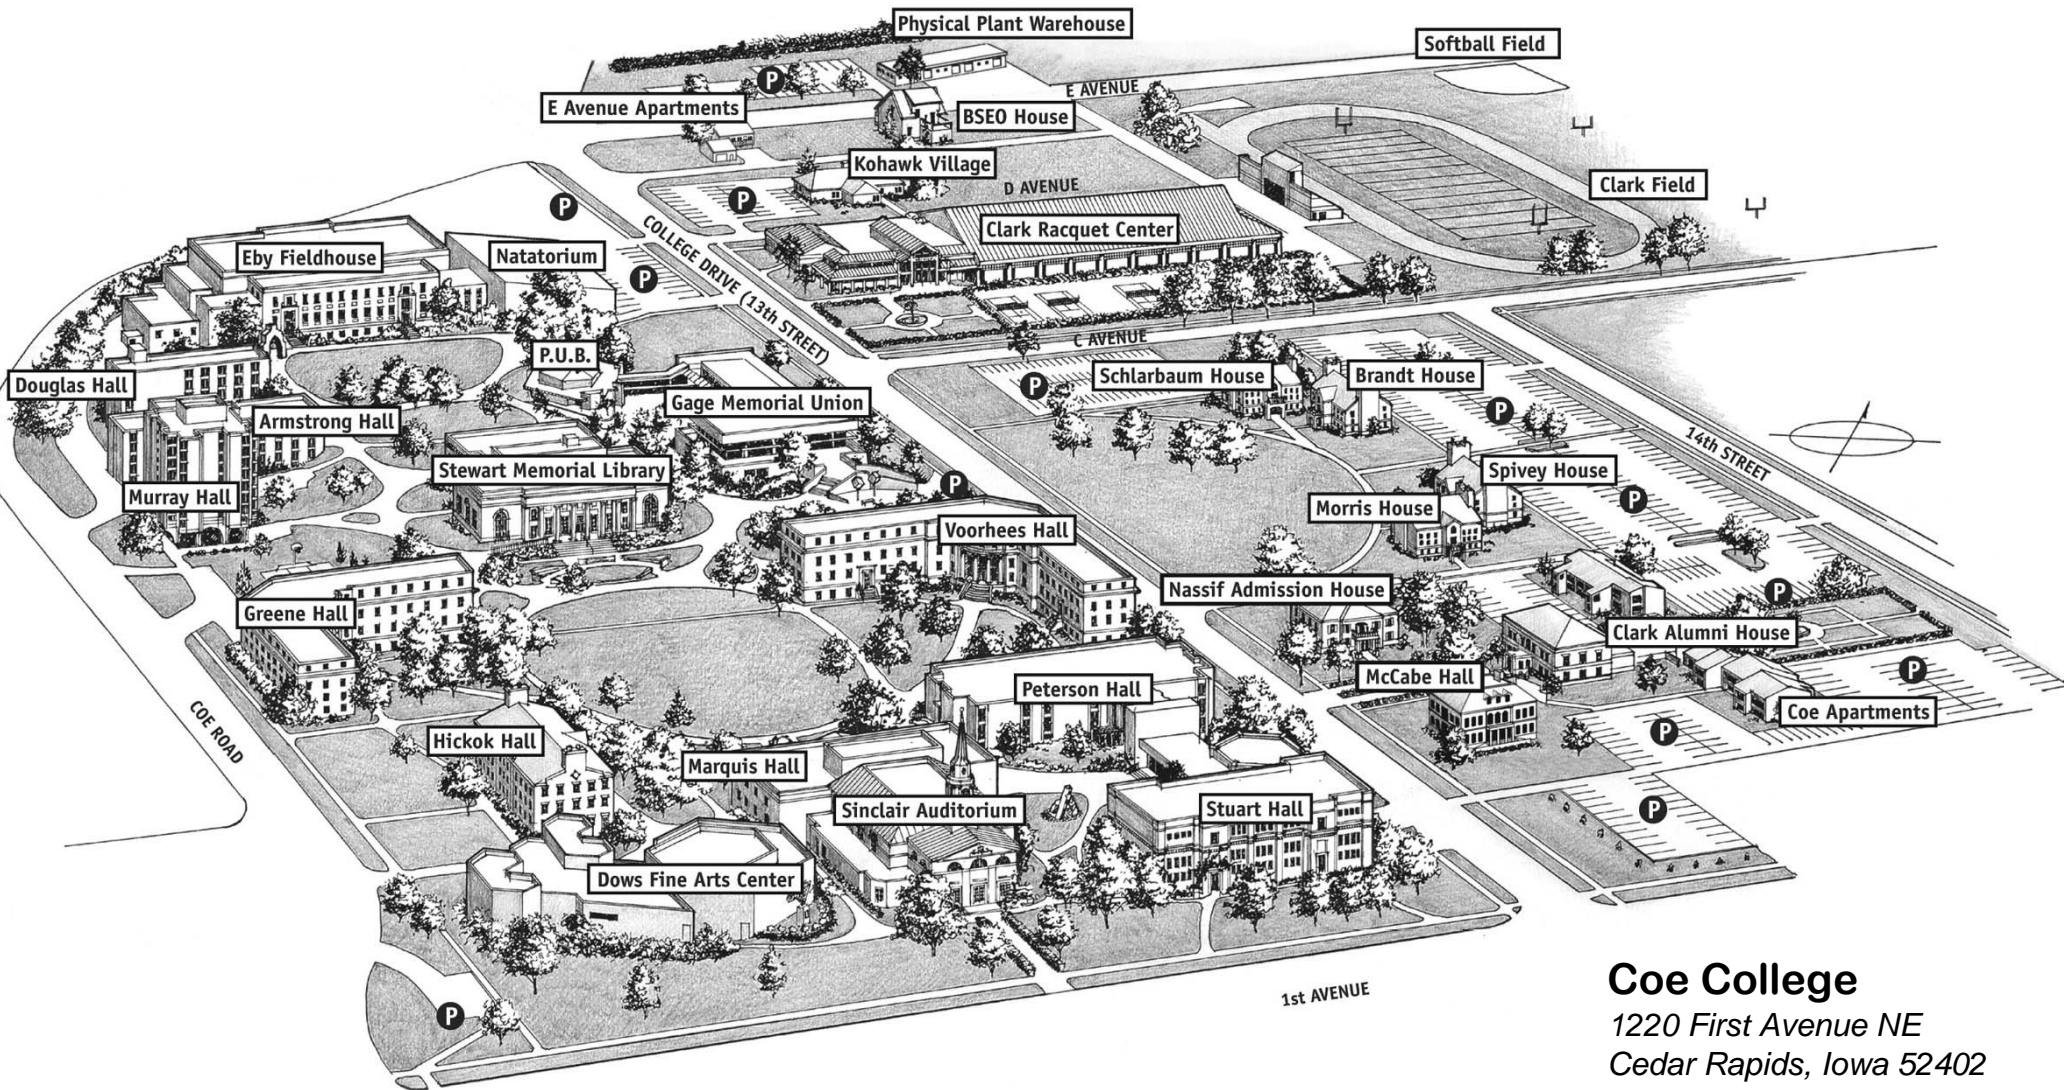 Physical Plant Warehouse
Softball Field
P
E AVENUE
E Avenue Apartments
BSEO House
Kohawk Village
D AVENUE
Clark Field
P
P
Clark Racquet Center
COLLEGE DRIVE (13th STREET)
Eby Fieldhouse
Natatorium
P
C AVENUE
P.U.B.
Douglas Hall
P
Schlarbaum House
Brandt House
Gage Memorial Union
P
Armstrong Hall
14th STREET
Stewart Memorial Library
Spivey House
P
Murray Hall
P
Morris House
Voorhees Hall
Nassif Admission House
P
Greene Hall
Clark Alumni House
McCabe Hall
P
Peterson Hall
Coe Apartments
COE ROAD
Hickok Hall
P
Marquis Hall
Sinclair Auditorium
Stuart Hall
P
Dows Fine Arts Center
1st AVENUE
P
Coe College
1220 First Avenue NE
Cedar Rapids, Iowa 52402